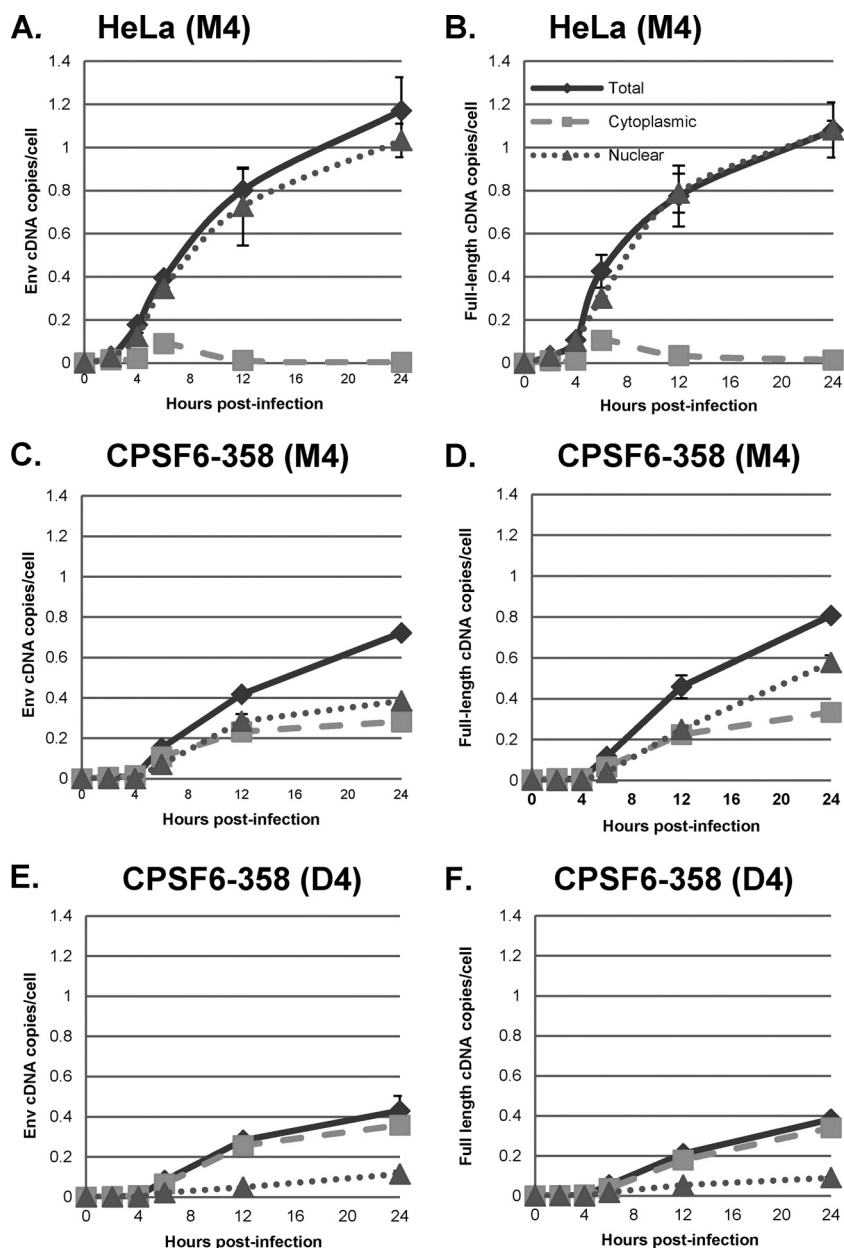 A. HeLa (M4)
1.4
1.2
1
0.8
0.6
0.4
0.2
0
Env cDNA copies/cell
0 4 8 12 16 20 24
Hours post-infection
B. HeLa (M4)
1.4
1.2
1
0.8
0.6
0.4
0.2
0
Full-length cDNA copies/cell
Total
Cytoplasmic
Nuclear
0 4 8 12 16 20 24
Hours post-infection
C. CPSF6-358 (M4)
1.4
1.2
1
0.8
0.6
0.4
0.2
0
Env cDNA copies/cell
0 4 8 12 16 20 24
Hours post-infection
D. CPSF6-358 (M4)
1.4
1.2
1
0.8
0.6
0.4
0.2
0
Full-length cDNA copies/cell
0 4 8 12 16 20 24
Hours post-infection
E. CPSF6-358 (D4)
1.4
1.2
1
0.8
0.6
0.4
0.2
0
Env cDNA copies/cell
0 4 8 12 16 20 24
Hours post-infection
F. CPSF6-358 (D4)
1.4
1.2
1
0.8
0.6
0.4
0.2
0
Full length cDNA copies/cell
0 4 8 12 16 20 24
Hours post-infection